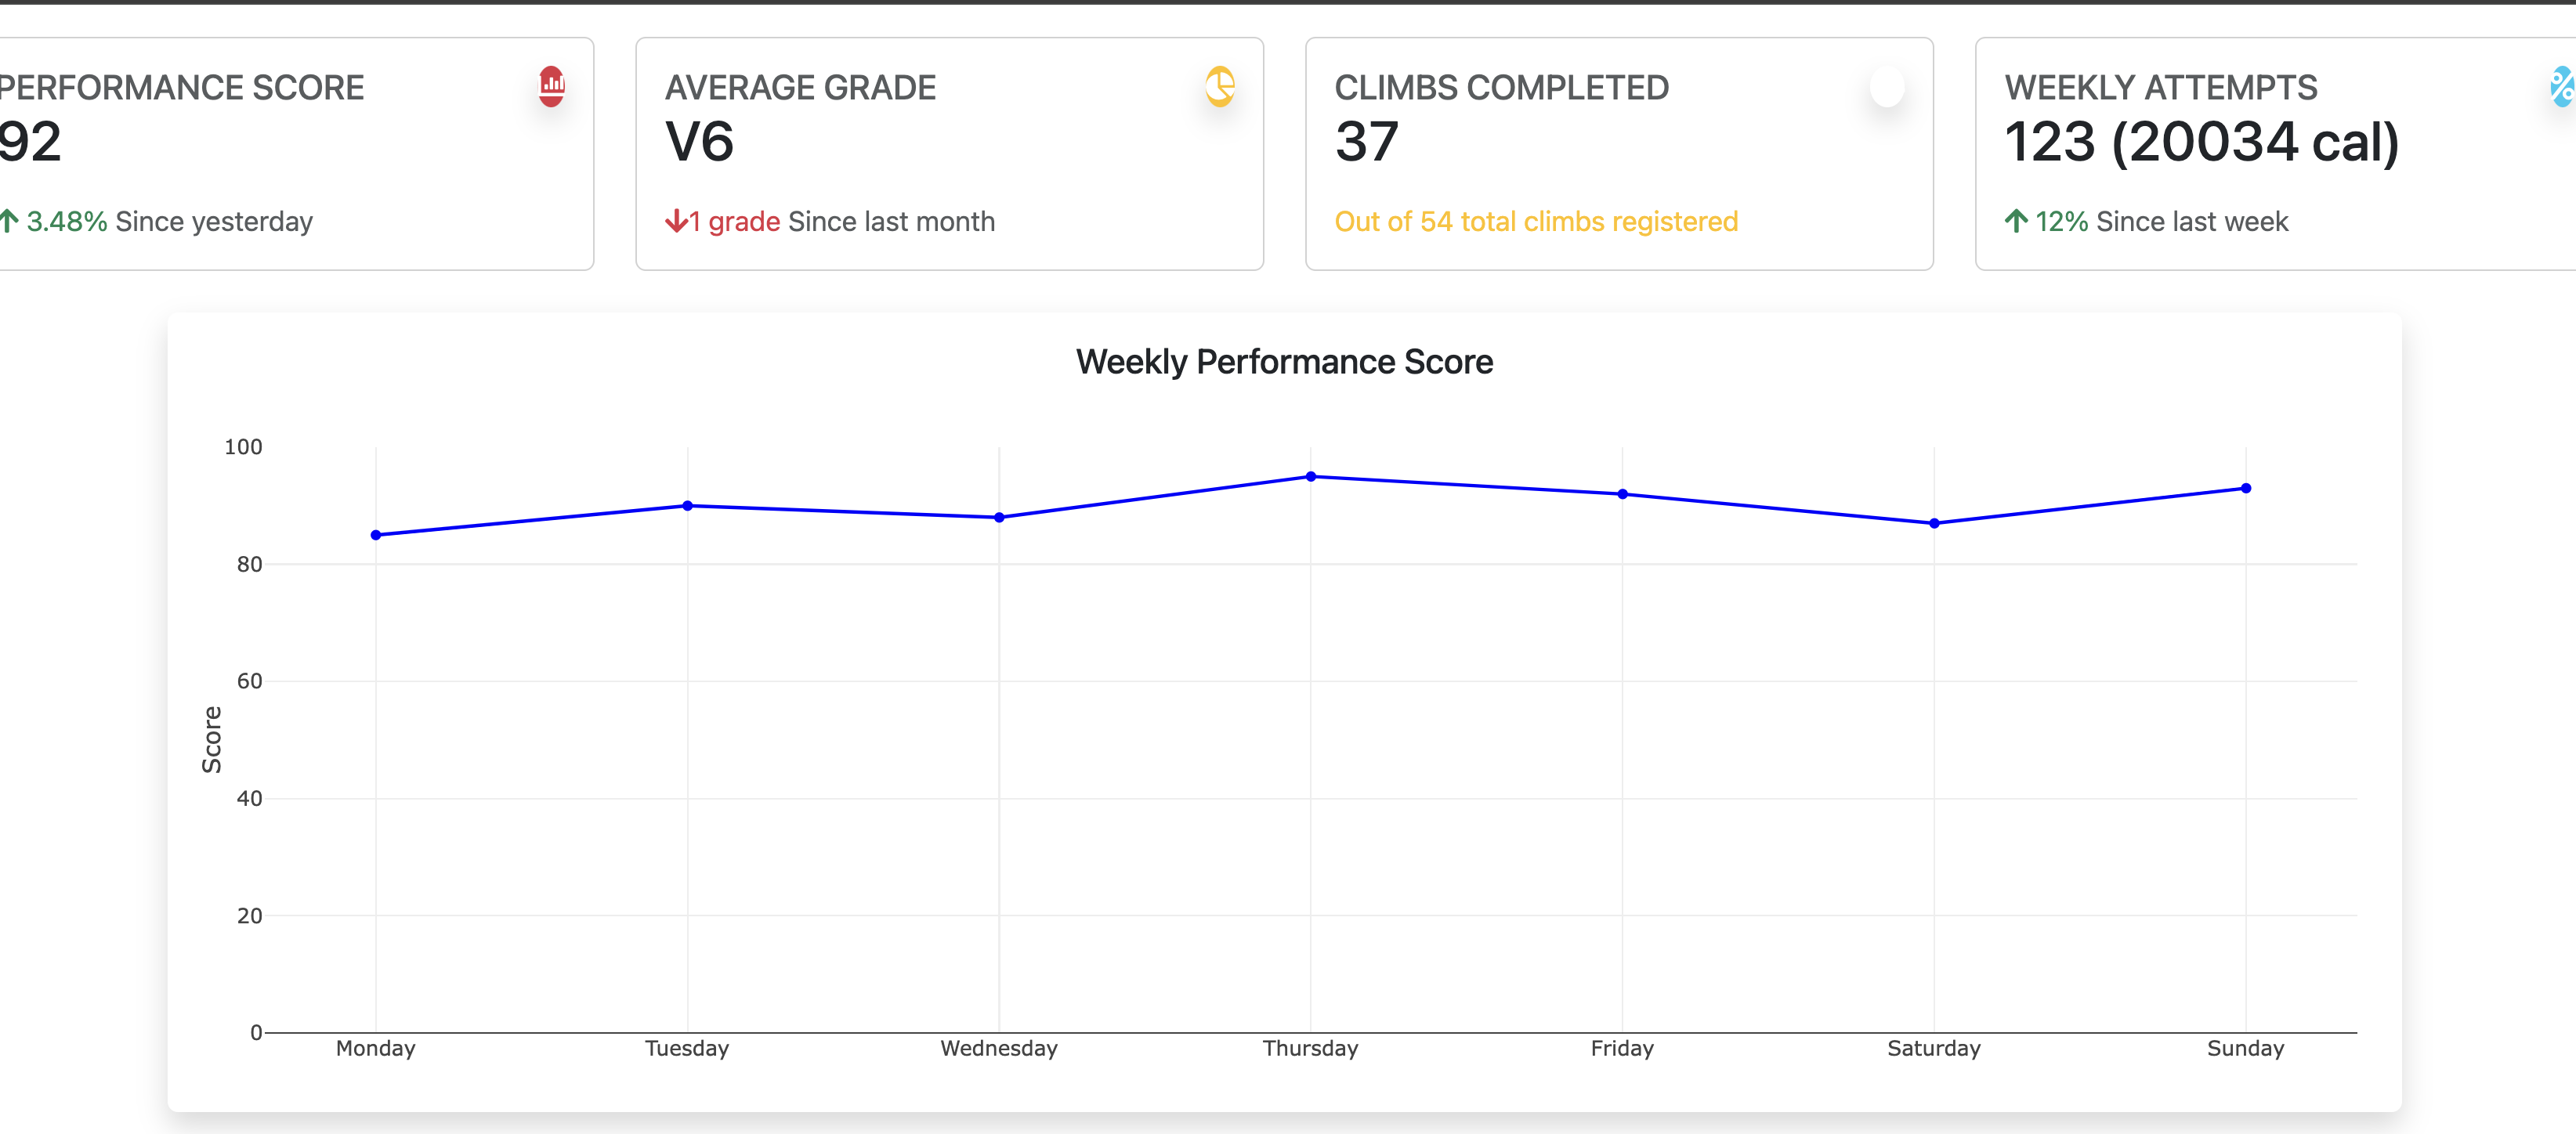 PERFORMANCE SCORE
92
3.48% Since yesterday
AVERAGE GRADE
V6
1 grade Since last month
CLIMBS COMPLETED
37
Out of 54 total climbs registered
WEEKLY ATTEMPTS
123 (20034 cal)
12% Since last week
Weekly Performance Score
100
80
60
40
20
0
Score
Monday Tuesday Wednesday Thursday Friday Saturday Sunday